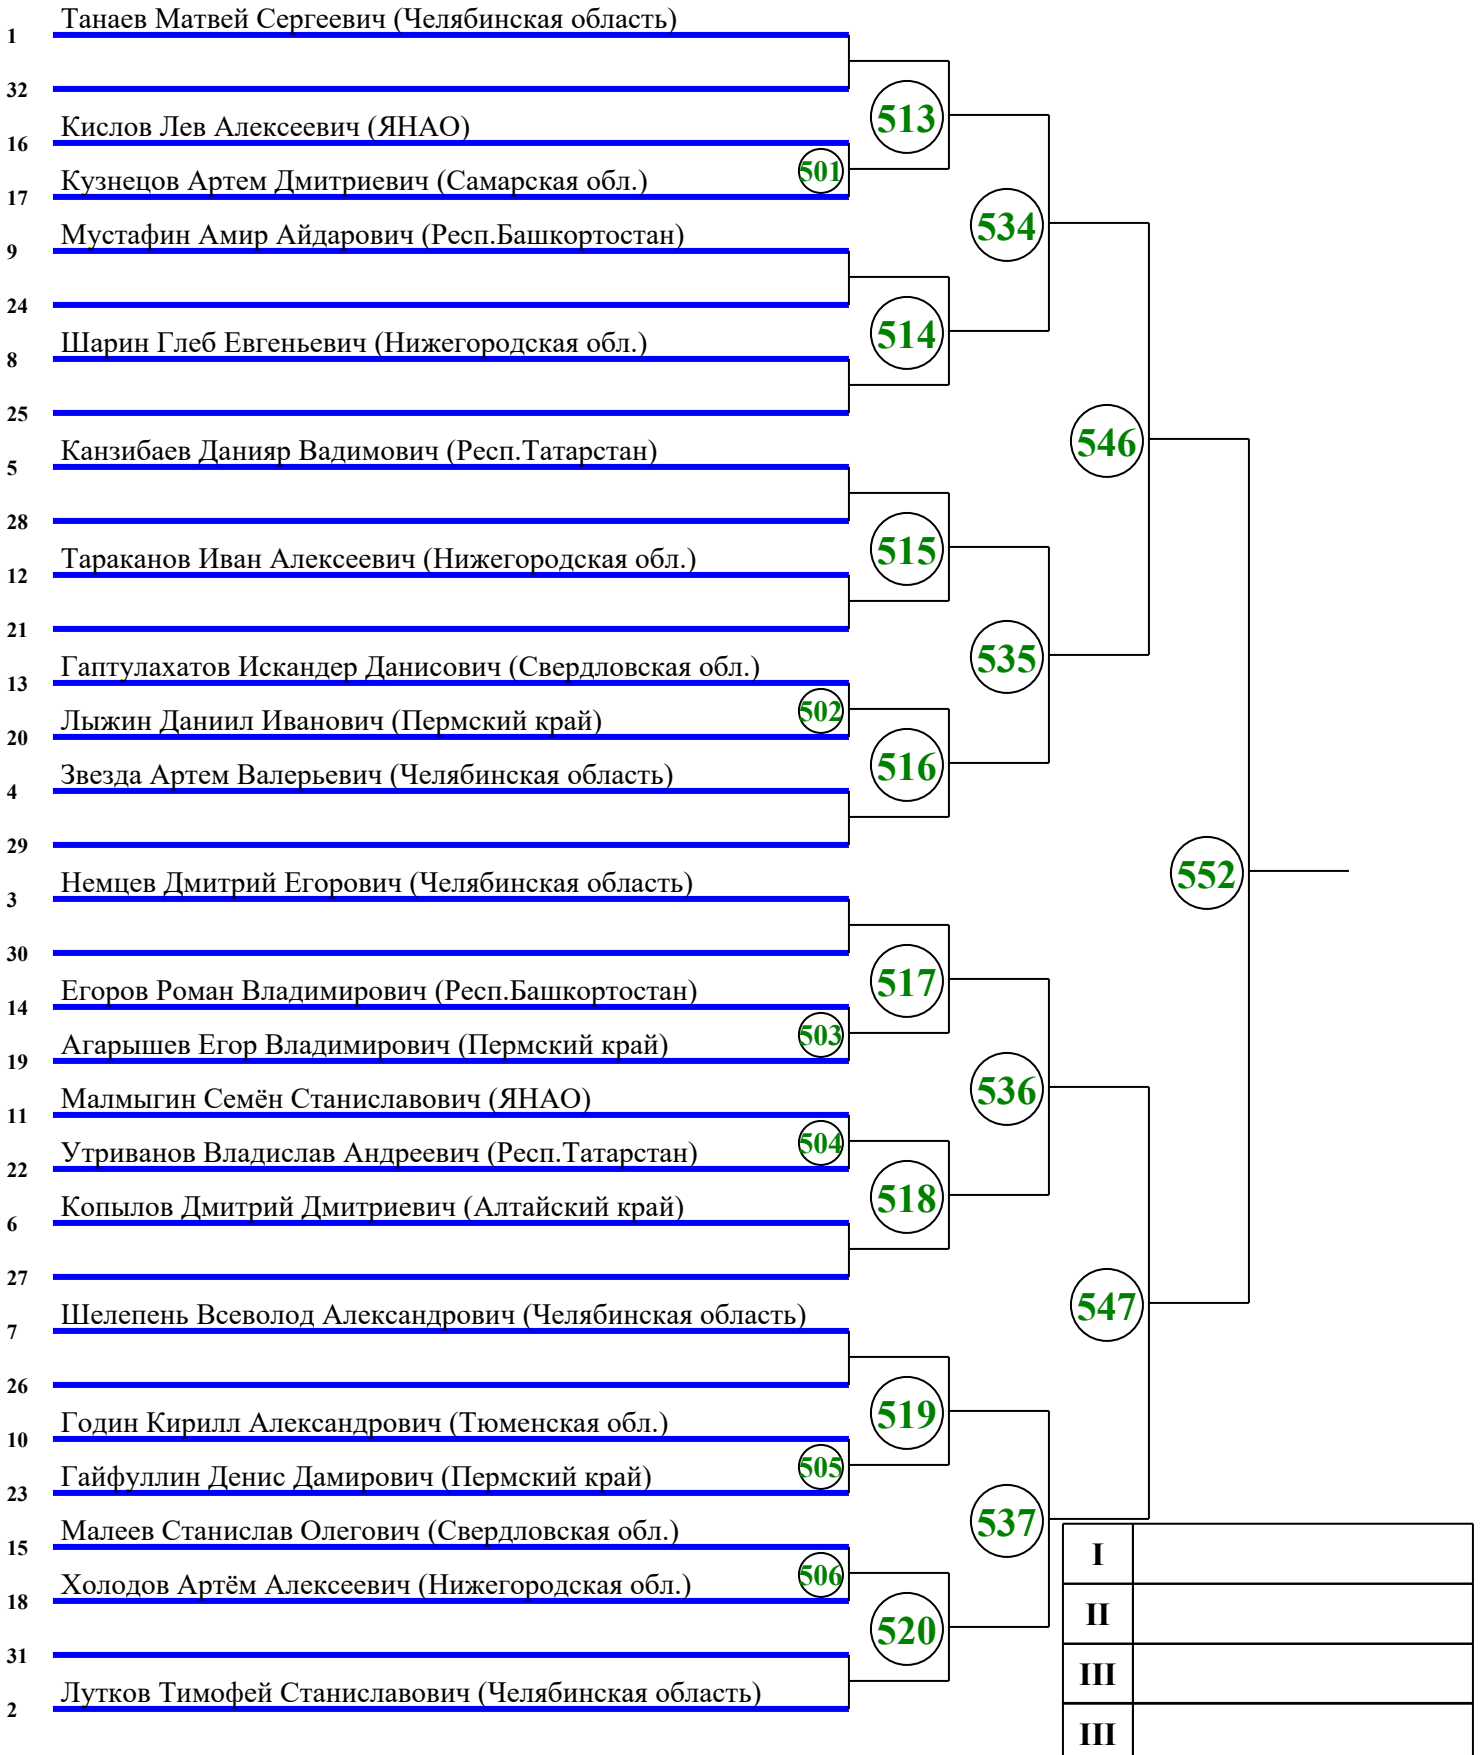 Танаев Матвей Сергеевич (Челябинская область)
1
32
Кислов Лев Алексеевич (ЯНАО)
16
513
501
Кузнецов Артем Дмитриевич (Самарская обл.)
17
Мустафин Амир Айдарович (Респ.Башкортостан)
9
534
24
514
Шарин Глеб Евгеньевич (Нижегородская обл.)
8
25
546
Канзибаев Данияр Вадимович (Респ.Татарстан)
5
28
515
Тараканов Иван Алексеевич (Нижегородская обл.)
12
21
535
Гаптулахатов Искандер Данисович (Свердловская обл.)
13
502
Лыжин Даниил Иванович (Пермский край)
20
516
Звезда Артем Валерьевич (Челябинская область)
4
29
552
Немцев Дмитрий Егорович (Челябинская область)
3
30
517
Егоров Роман Владимирович (Респ.Башкортостан)
14
503
Агарышев Егор Владимирович (Пермский край)
19
536
Малмыгин Семён Станиславович (ЯНАО)
11
504
Утриванов Владислав Андреевич (Респ.Татарстан)
22
518
Копылов Дмитрий Дмитриевич (Алтайский край)
6
27
547
Шелепень Всеволод Александрович (Челябинская область)
7
26
519
Годин Кирилл Александрович (Тюменская обл.)
10
505
Гайфуллин Денис Дамирович (Пермский край)
23
537
Малеев Станислав Олегович (Свердловская обл.)
15
I
506
Холодов Артём Алексеевич (Нижегородская обл.)
18
II
520
31
III
Лутков Тимофей Станиславович (Челябинская область)
2
III